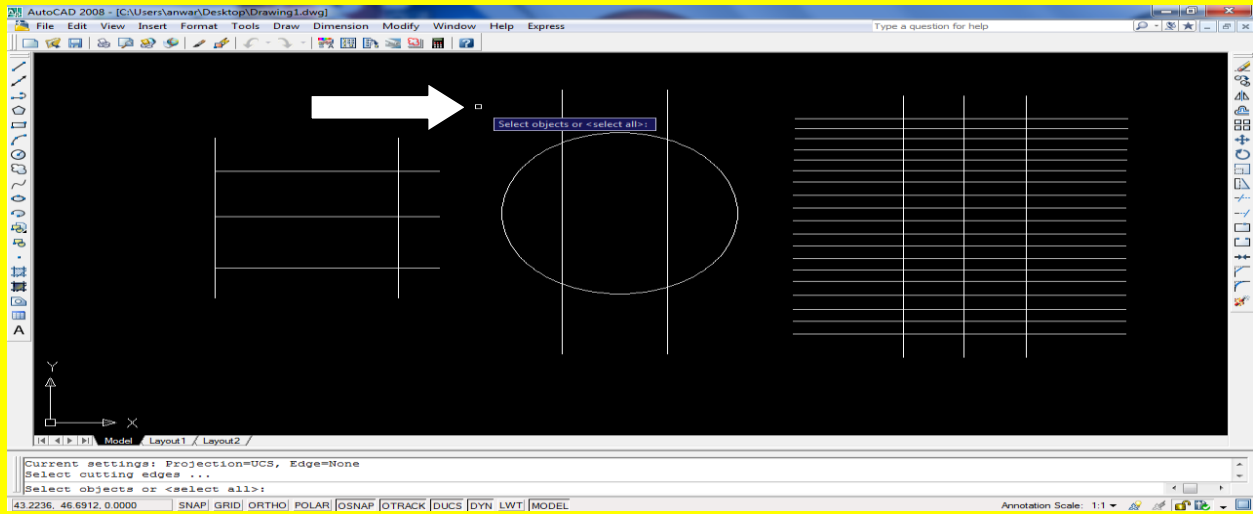 AutoCAD 2008 - [C:\Users\anwar\Desktop\Drawing1.dwg]
File Edit View Insert Format Tools Draw Dimension Modify Window Help Express Type a question for help
Select objects or <select all>:
A
Y
X
Model Layout1 Layout2
Current settings: Projection=UCS, Edge=None
Select cutting edges ...
Select objects or <select all>:
43.2236, 46.6912, 0.0000 SNAP GRID ORTHO POLAR OSNAP OTRACK DUCS DYN LWT MODEL Annotation Scale: 1:1